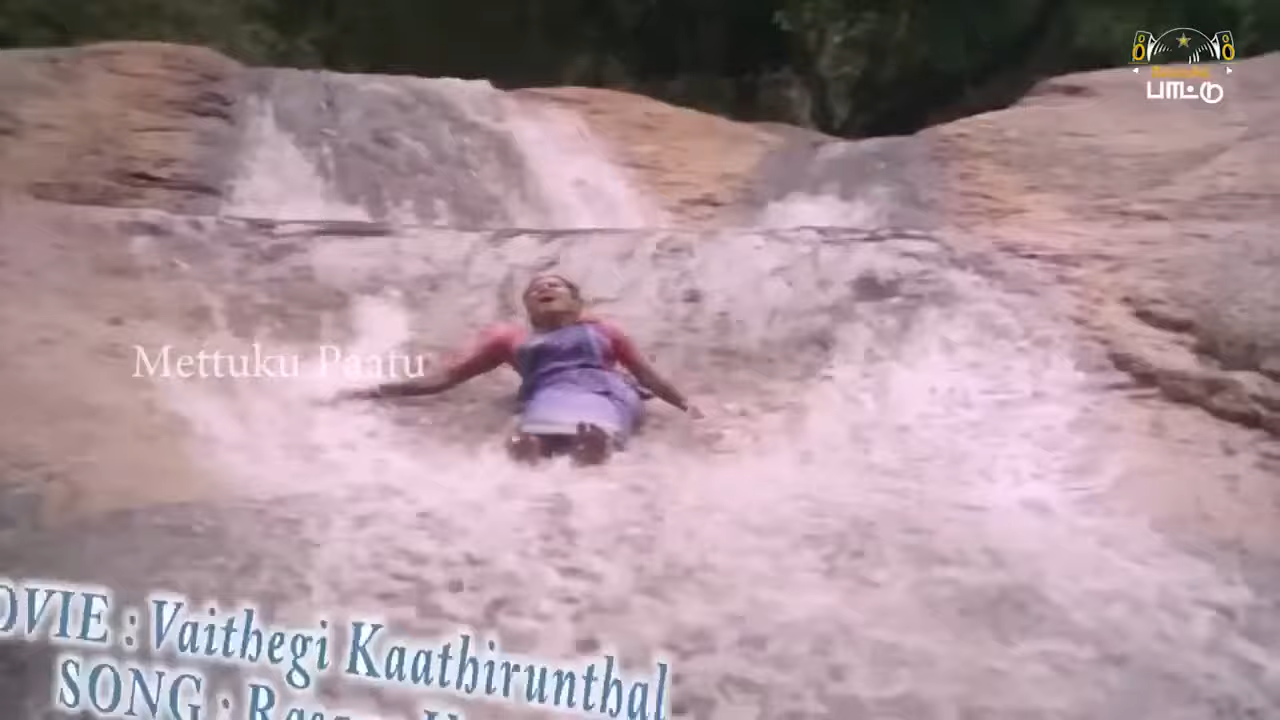 பாட்டு
Mettuku Paatu
OVIE : Vaithegi Kaathirunthal
SONG :